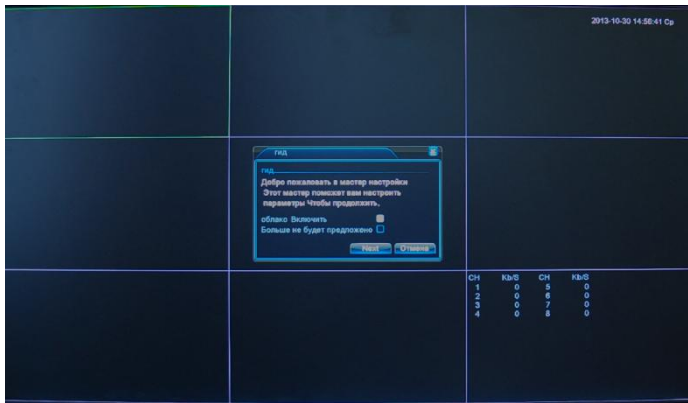 2013-10-30 14:56:41 Ср
гид
гид
Добро пожаловать в мастер настройки
Этот мастер поможет вам настроить
параметры Чтобы продолжить.
облако Включить
Больше не будет предложено
Next Отмена
CH Kb/S CH Kb/S
1 0 5 0
2 0 6 0
3 0 7 0
4 0 8 0